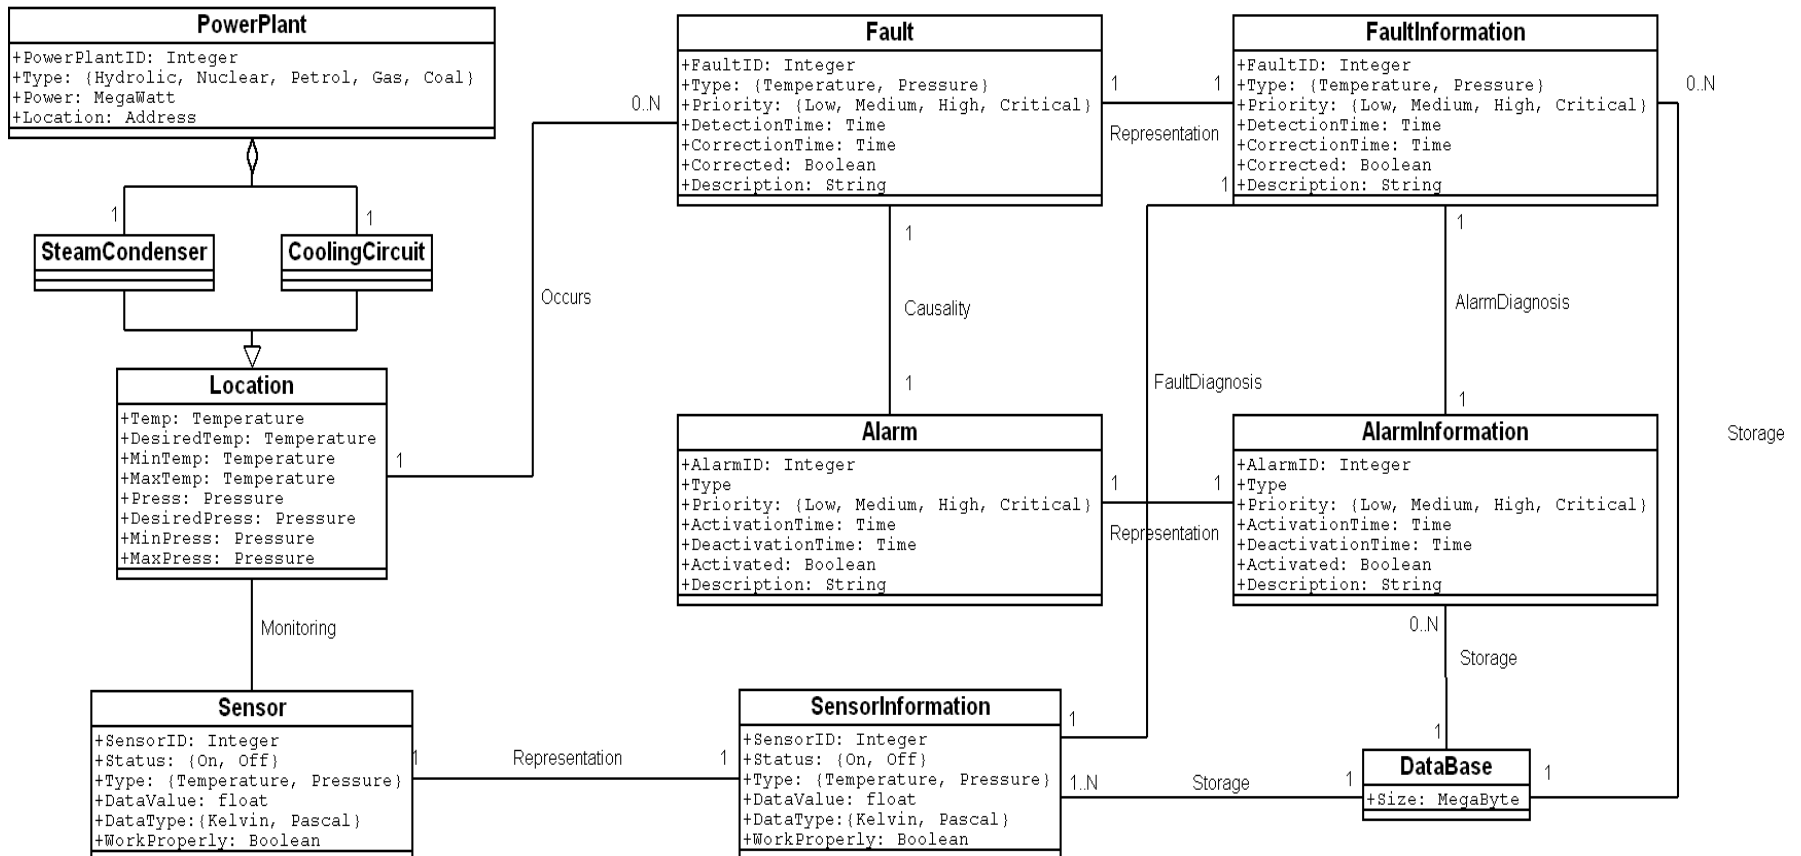 PowerPlant
+PowerPlantID: Integer
+Type: {Hydrolic, Nuclear, Petrol, Gas, Coal}
+Power: MegaWatt
+Location: Address
1
1
SteamCondenser
CoolingCircuit
Location
+Temp: Temperature
+DesiredTemp: Temperature
+MinTemp: Temperature
+MaxTemp: Temperature
+Press: Pressure
+DesiredPress: Pressure
+MinPress: Pressure
+MaxPress: Pressure
1
Occurs
0..N
Monitoring
Sensor
+SensorID: Integer
+Status: {On, Off}
+Type: {Temperature, Pressure}
+DataValue: float
+DataType:{Kelvin, Pascal}
+WorkProperly: Boolean
1
Representation
1
Fault
+FaultID: Integer
+Type: {Temperature, Pressure}
+Priority: {Low, Medium, High, Critical}
+DetectionTime: Time
+CorrectionTime: Time
+Corrected: Boolean
+Description: String
1
1
Representation
FaultInformation
+FaultID: Integer
+Type: {Temperature, Pressure}
+Priority: {Low, Medium, High, Critical}
+DetectionTime: Time
+CorrectionTime: Time
+Corrected: Boolean
+Description: String
0..N
1
1
Causality
1
1
AlarmDiagnosis
1
FaultDiagnosis
Storage
Alarm
+AlarmID: Integer
+Type
+Priority: {Low, Medium, High, Critical}
+ActivationTime: Time
+DeactivationTime: Time
+Activated: Boolean
+Description: String
1
1
Representation
AlarmInformation
+AlarmID: Integer
+Type
+Priority: {Low, Medium, High, Critical}
+ActivationTime: Time
+DeactivationTime: Time
+Activated: Boolean
+Description: String
0..N
Storage
1
SensorInformation
+SensorID: Integer
+Status: {On, Off}
+Type: {Temperature, Pressure}
+DataValue: float
+DataType:{Kelvin, Pascal}
+WorkProperly: Boolean
1
1..N
Storage
1
DataBase
+Size: MegaByte
1